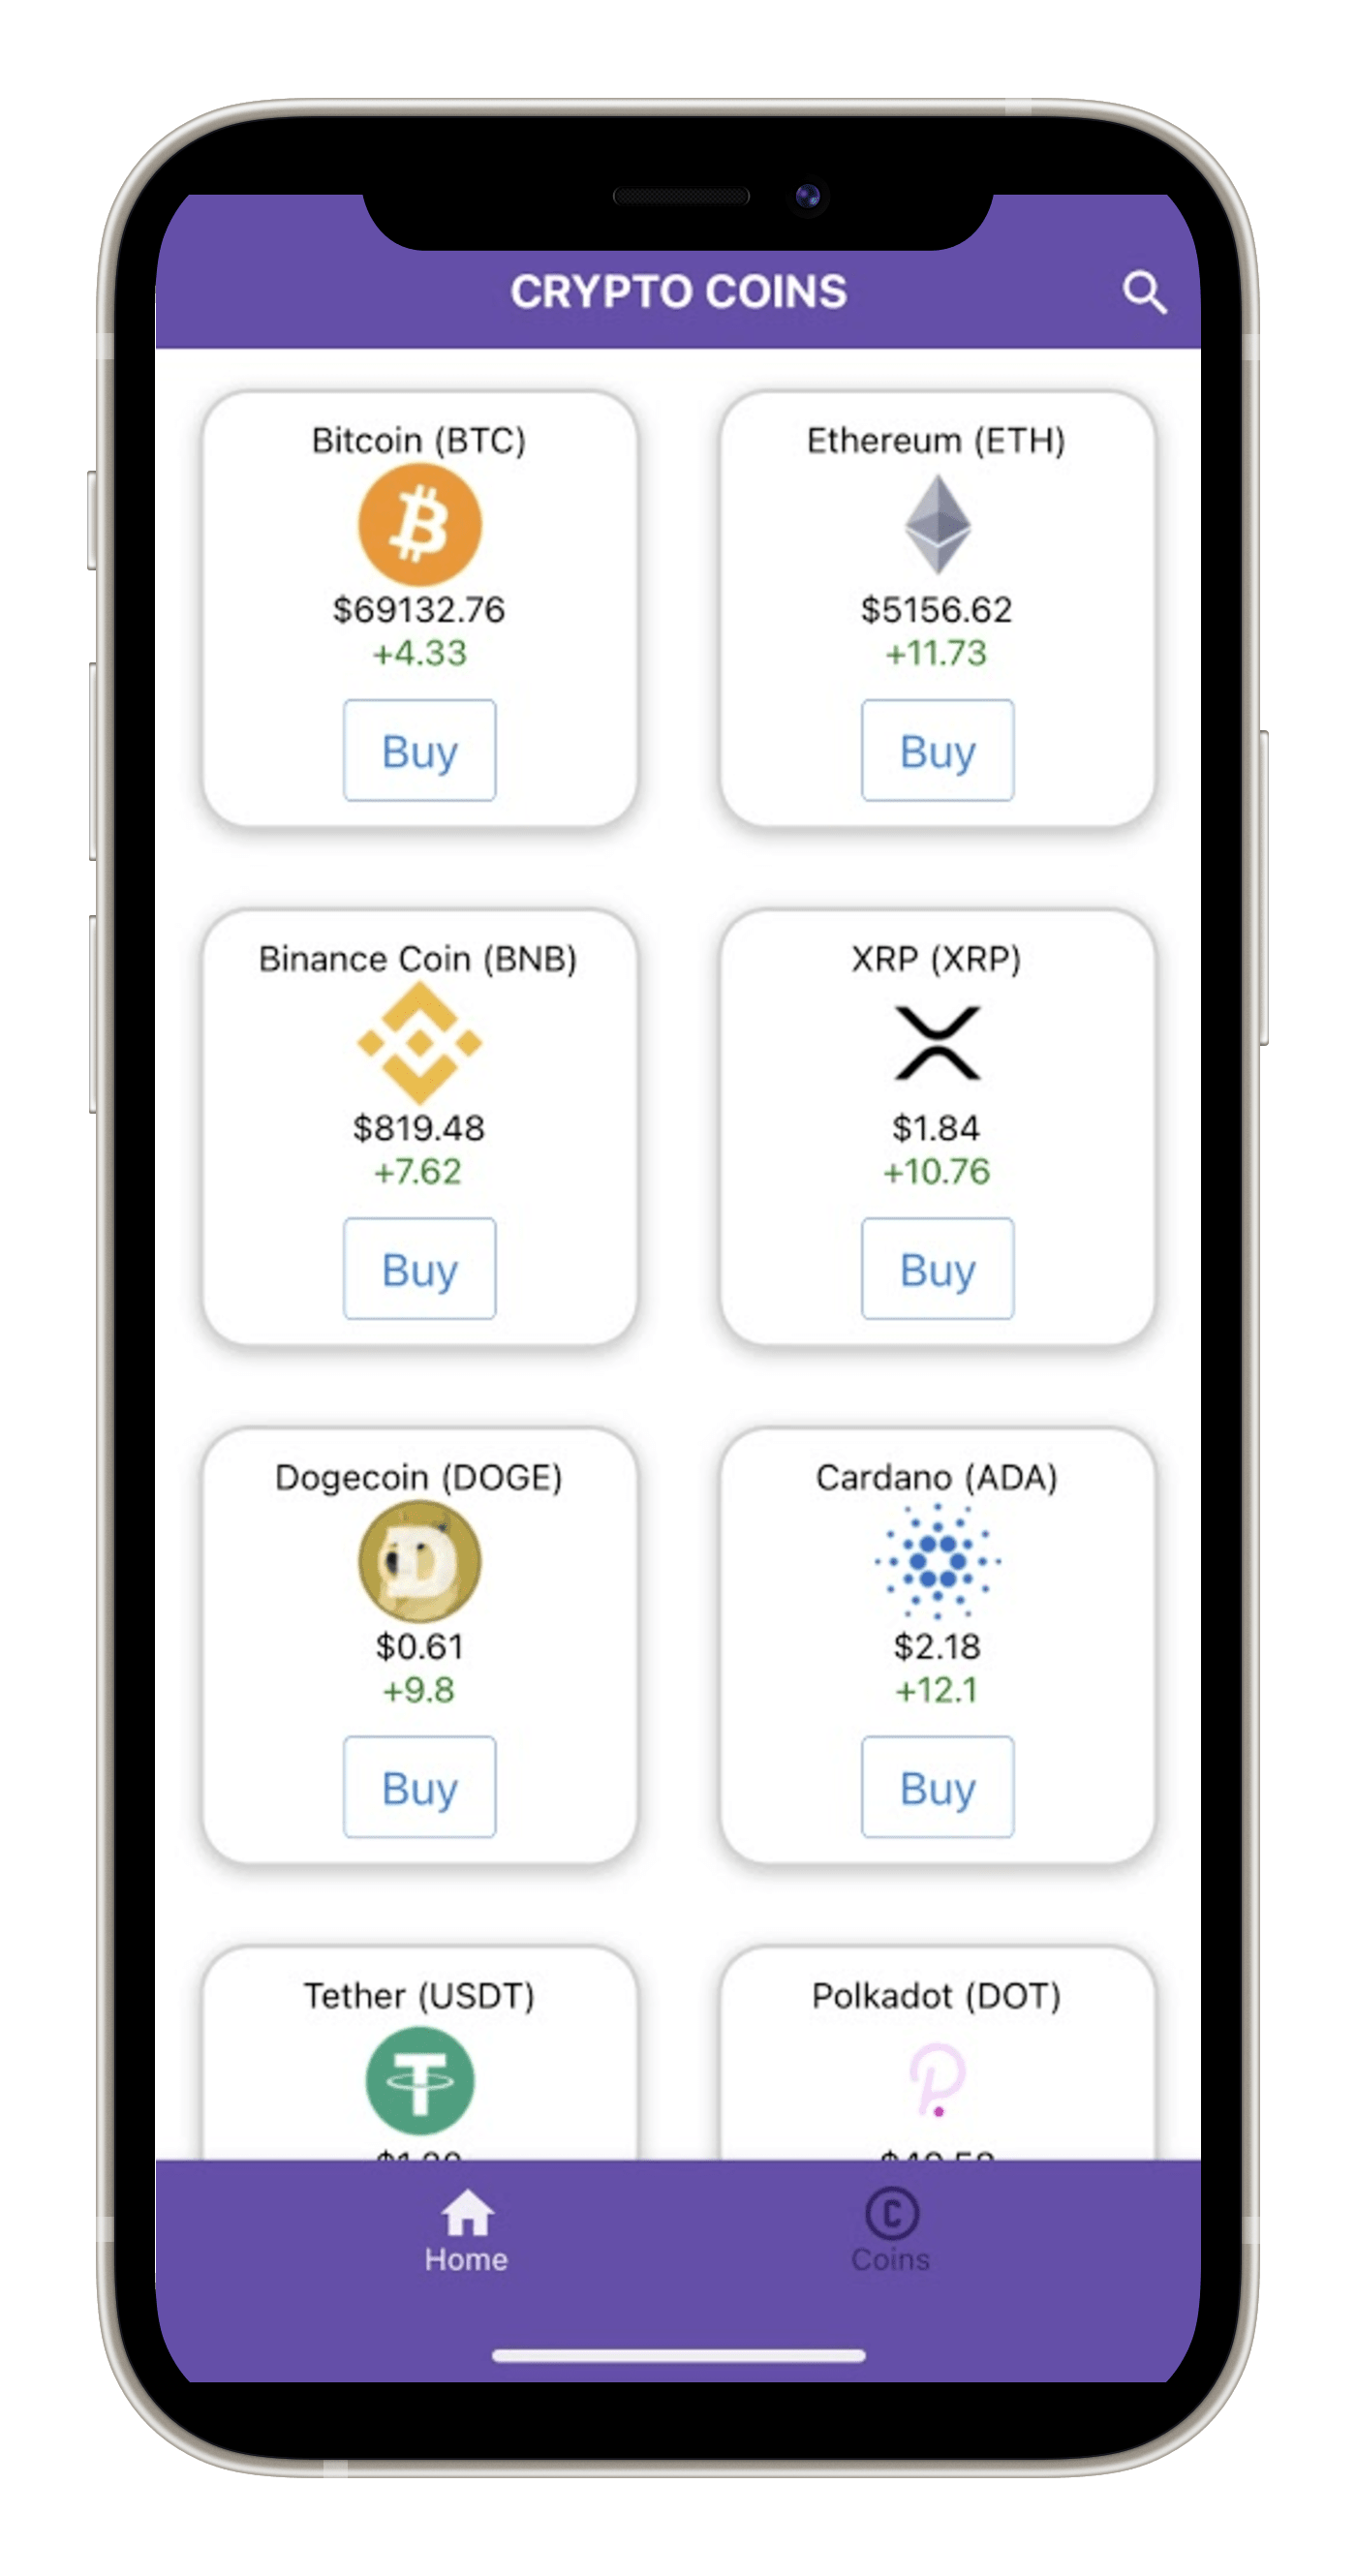 CRYPTO COINS
Bitcoin (BTC)
$69132.76
+4.33
Buy
Ethereum (ETH)
$5156.62
+11.73
Buy
Binance Coin (BNB)
$819.48
+7.62
Buy
XRP (XRP)
$1.84
+10.76
Buy
Dogecoin (DOGE)
$0.61
+9.8
Buy
Cardano (ADA)
$2.18
+12.1
Buy
Tether (USDT)
Polkadot (DOT)
Home
Coins